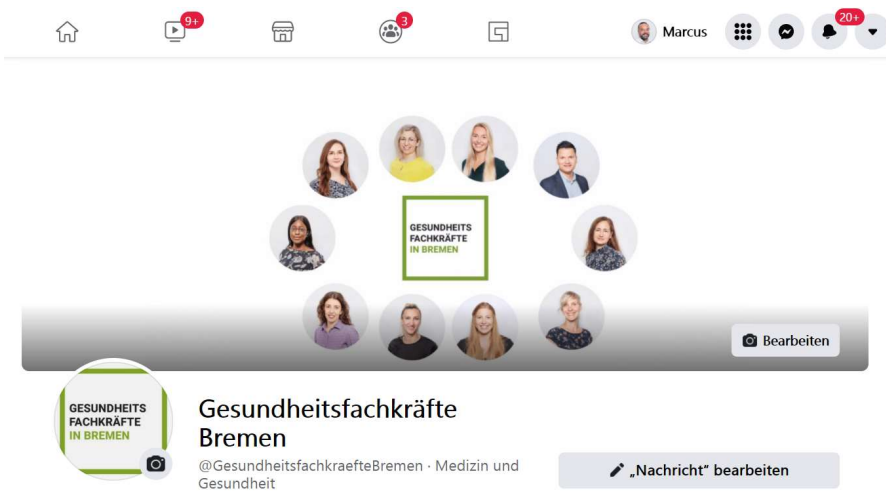 9+
3
Marcus
20+
GESUNDHEITS
FACHKRÄFTE
IN BREMEN
Bearbeiten
GESUNDHEITS
FACHKRÄFTE
IN BREMEN
Gesundheitsfachkräfte
Bremen
@GesundheitsfachkraefteBremen · Medizin und
Gesundheit
„Nachricht“ bearbeiten